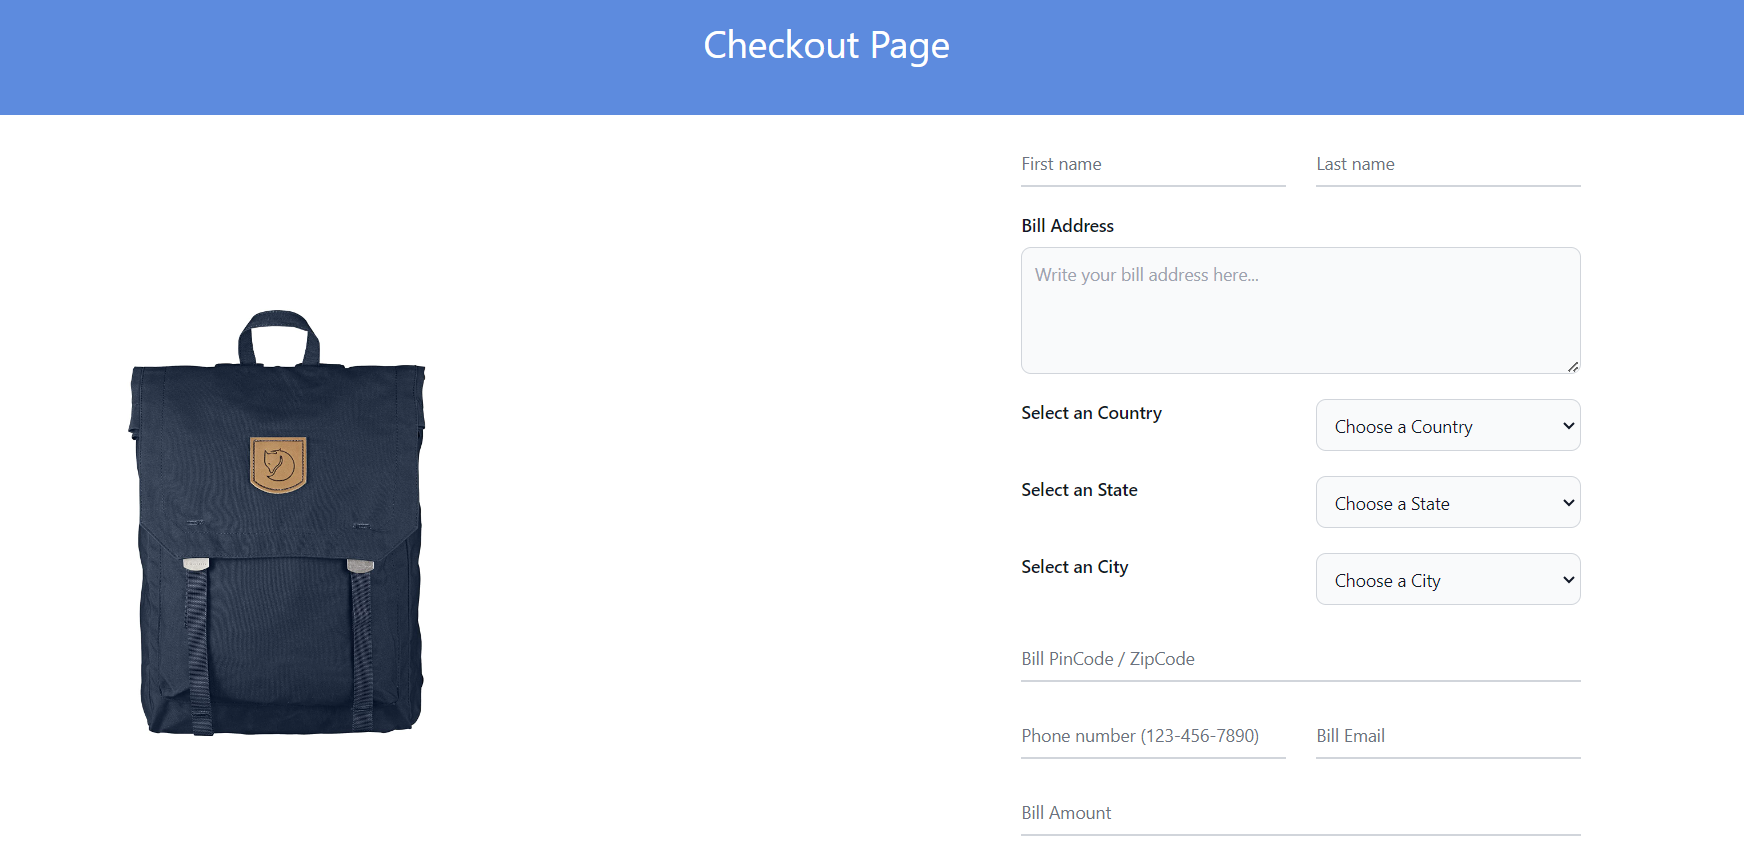 Checkout Page
First name
Last name
Bill Address
Write your bill address here...
Select an Country
Choose a Country
Select an State
Choose a State
Select an City
Choose a City
Bill PinCode / ZipCode
Phone number (123-456-7890)
Bill Email
Bill Amount